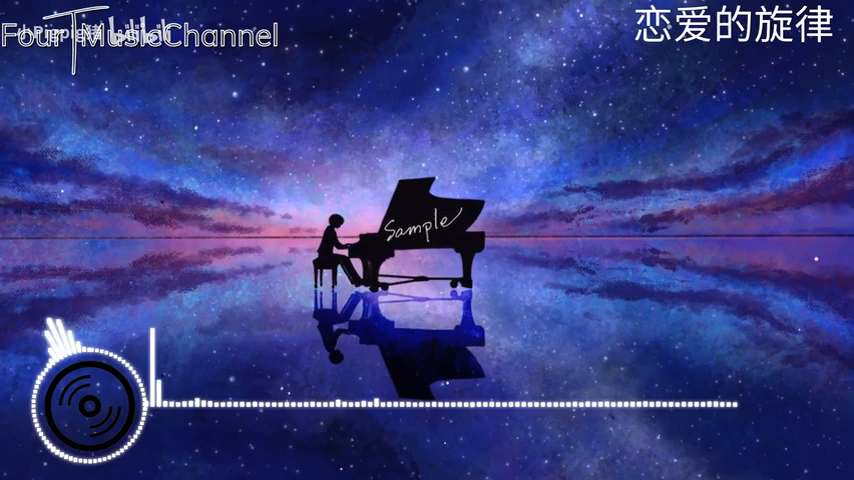 Four T MusicChannel
恋爱的旋律
Sample